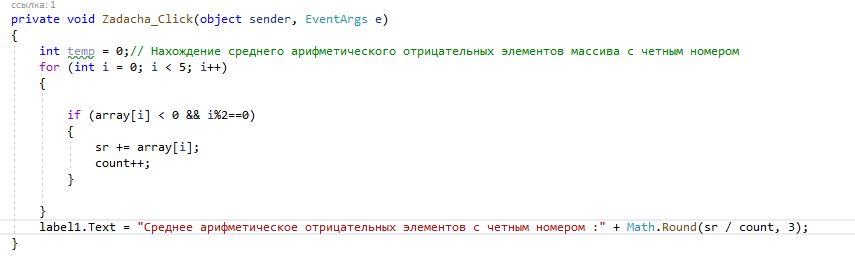 ссылка: 1
private void Zadacha_Click(object sender, EventArgs e)
{
int temp = 0;// Нахождение среднего арифметического отрицательных элементов массива с четным номером
for (int i = 0; i < 5; i++)
{
if (array[i] < 0 && i%2==0)
{
sr += array[i];
count++;
}
}
label1.Text = "Среднее арифметическое отрицательных элементов с четным номером :" + Math.Round(sr / count, 3);
}